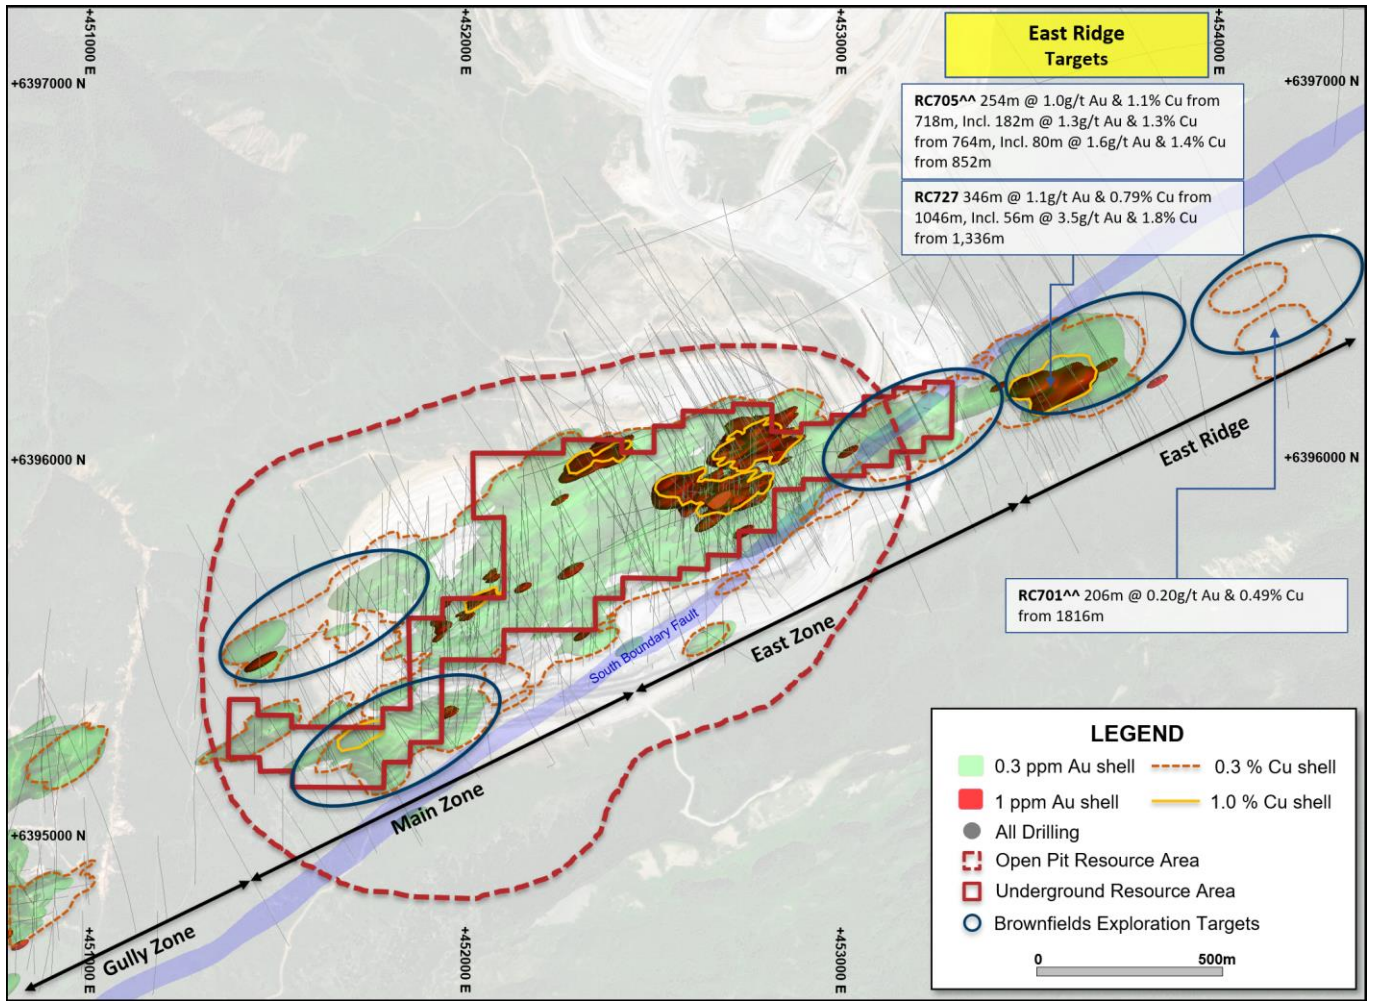 +451000 E
+452000 E
+453000 E
+454000 E
East Ridge
Targets
+6397000 N
+6397000 N
RC705^^ 254m @ 1.0g/t Au & 1.1% Cu from
718m, Incl. 182m @ 1.3g/t Au & 1.3% Cu
from 764m, Incl. 80m @ 1.6g/t Au & 1.4% Cu
from 852m
RC727 346m @ 1.1g/t Au & 0.79% Cu from
1046m, Incl. 56m @ 3.5g/t Au & 1.8% Cu
from 1,336m
East Ridge
+6396000 N
+6396000 N
RC701^^ 206m @ 0.20g/t Au & 0.49% Cu
from 1816m
East Zone
South Boundary Fault
Main Zone
+6395000 N
Gully Zone
+451000 E
+452000 E
+453000 E
LEGEND
0.3 ppm Au shell
0.3 % Cu shell
1 ppm Au shell
1.0 % Cu shell
All Drilling
Open Pit Resource Area
Underground Resource Area
Brownfields Exploration Targets
0
500m